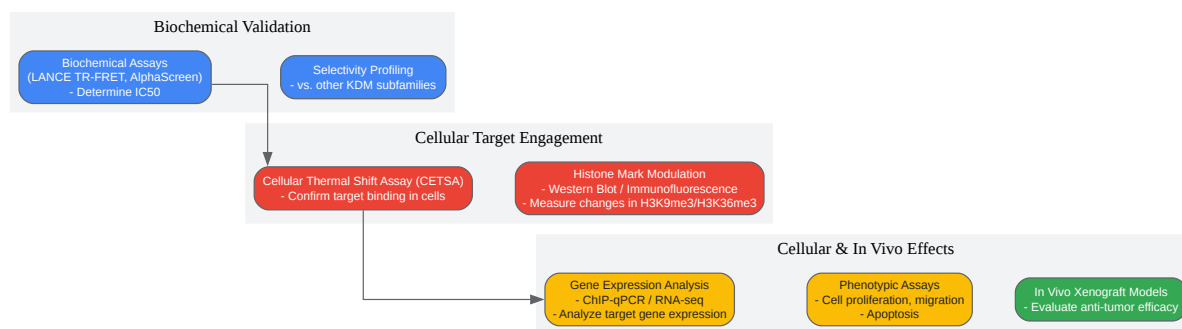 Biochemical Validation
Biochemical Assays
(LANCE TR-FRET, AlphaScreen)
- Determine IC50
Selectivity Profiling
- vs. other KDM subfamilies
Cellular Target Engagement
Cellular Thermal Shift Assay (CETSA)
- Confirm target binding in cells
Histone Mark Modulation
- Western Blot / Immunofluorescence
- Measure changes in H3K9me3/H3K36me3
Cellular & In Vivo Effects
Gene Expression Analysis
- ChIP-qPCR / RNA-seq
- Analyze target gene expression
Phenotypic Assays
- Cell proliferation, migration
- Apoptosis
In Vivo Xenograft Models
- Evaluate anti-tumor efficacy